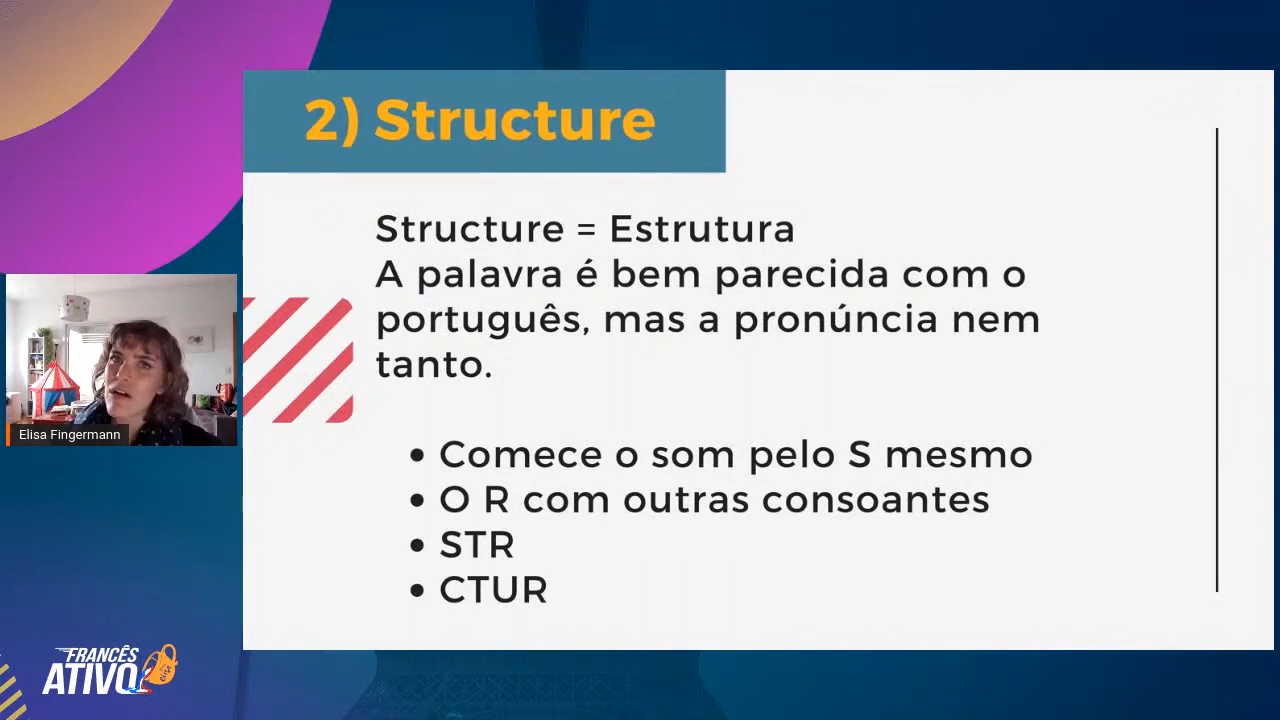 2) Structure
Structure = Estrutura
A palavra é bem parecida com o
português, mas a pronúncia nem
tanto.
• Comece o som pelo S mesmo
• O R com outras consoantes
• STR
• CTUR
Elisa Fingermann
FRANCÊS
ATIVO